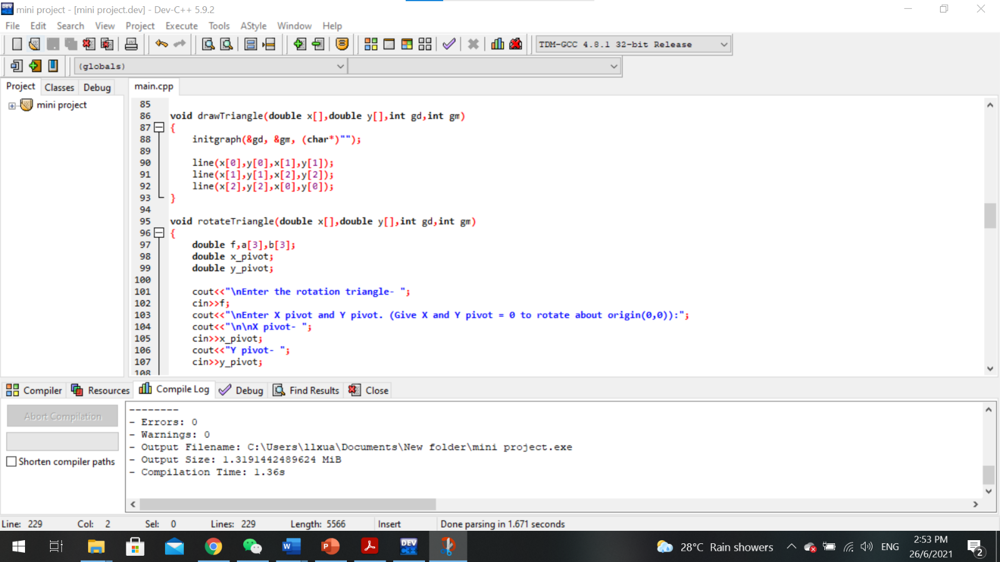 mini project - [mini project.dev] - Dev-C++ 5.9.2
File Edit Search View Project Execute Tools AStyle Window Help
TDM-GCC 4.8.1 32-bit Release
(globals)
Project Classes Debug
main.cpp
mini project
85
86 void drawTriangle(double x[],double y[],int gd,int gm)
87 {
88 initgraph(&gd, &gm, (char*)"");
89
90 line(x[0],y[0],x[1],y[1]);
91 line(x[1],y[1],x[2],y[2]);
92 line(x[2],y[2],x[0],y[0]);
93 }
94
95 void rotateTriangle(double x[],double y[],int gd,int gm)
96 {
97 double f,a[3],b[3];
98 double x_pivot;
99 double y_pivot;
100
101 cout<<"\nEnter the rotation triangle- ";
102 cin>>f;
103 cout<<"\nEnter X pivot and Y pivot. (Give X and Y pivot = 0 to rotate about origin(0,0)):";
104 cout<<"\n\nX pivot- ";
105 cin>>x_pivot;
106 cout<<"Y pivot- ";
107 cin>>y_pivot;
108
Compiler Resources Compile Log Debug Find Results Close
Abort Compilation
Shorten compiler paths
--------
- Errors: 0
- Warnings: 0
- Output Filename: C:\Users\llxua\Documents\New folder\mini project.exe
- Output Size: 1.3191442489624 MiB
- Compilation Time: 1.36s
Line: 229 Col: 2 Sel: 0 Lines: 229 Length: 5566 Insert Done parsing in 1.671 seconds
DEV C++
28°C Rain showers
ENG
2:53 PM
26/6/2021
2